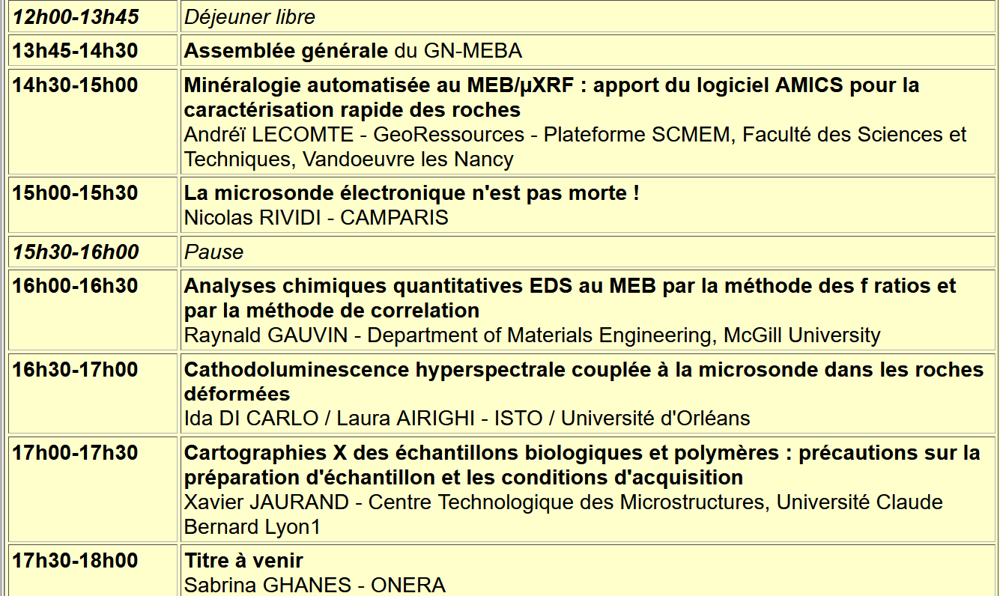 12h00-13h45 Déjeuner libre
13h45-14h30 Assemblée générale du GN-MEBA
14h30-15h00 Minéralogie automatisée au MEB/µXRF : apport du logiciel AMICS pour la
caractérisation rapide des roches
Andréï LECOMTE - GeoRessources - Plateforme SCMEM, Faculté des Sciences et
Techniques, Vandoeuvre les Nancy
15h00-15h30 La microsonde électronique n'est pas morte !
Nicolas RIVIDI - CAMPARIS
15h30-16h00 Pause
16h00-16h30 Analyses chimiques quantitatives EDS au MEB par la méthode des f ratios et
par la méthode de correlation
Raynald GAUVIN - Department of Materials Engineering, McGill University
16h30-17h00 Cathodoluminescence hyperspectrale couplée à la microsonde dans les roches
déformées
Ida DI CARLO / Laura AIRIGHI - ISTO / Université d'Orléans
17h00-17h30 Cartographies X des échantillons biologiques et polymères : précautions sur la
préparation d'échantillon et les conditions d'acquisition
Xavier JAURAND - Centre Technologique des Microstructures, Université Claude
Bernard Lyon1
17h30-18h00 Titre à venir
Sabrina GHANES - ONERA